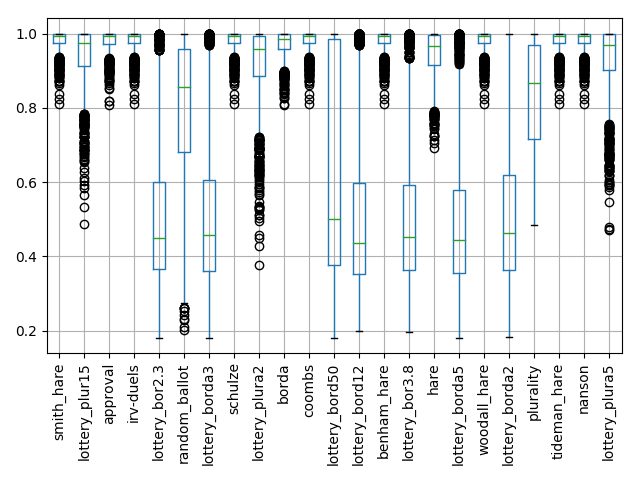 1.0
0.8
0.6
0.4
0.2
smith_hare
lottery_plur15
approval
irv-duels
lottery_bor2.3
random_ballot
lottery_borda3
schulze
lottery_plura2
borda
coombs
lottery_bord50
lottery_bord12
benham_hare
lottery_bor3.8
hare
lottery_borda5
woodall_hare
lottery_borda2
plurality
tideman_hare
nanson
lottery_plura5